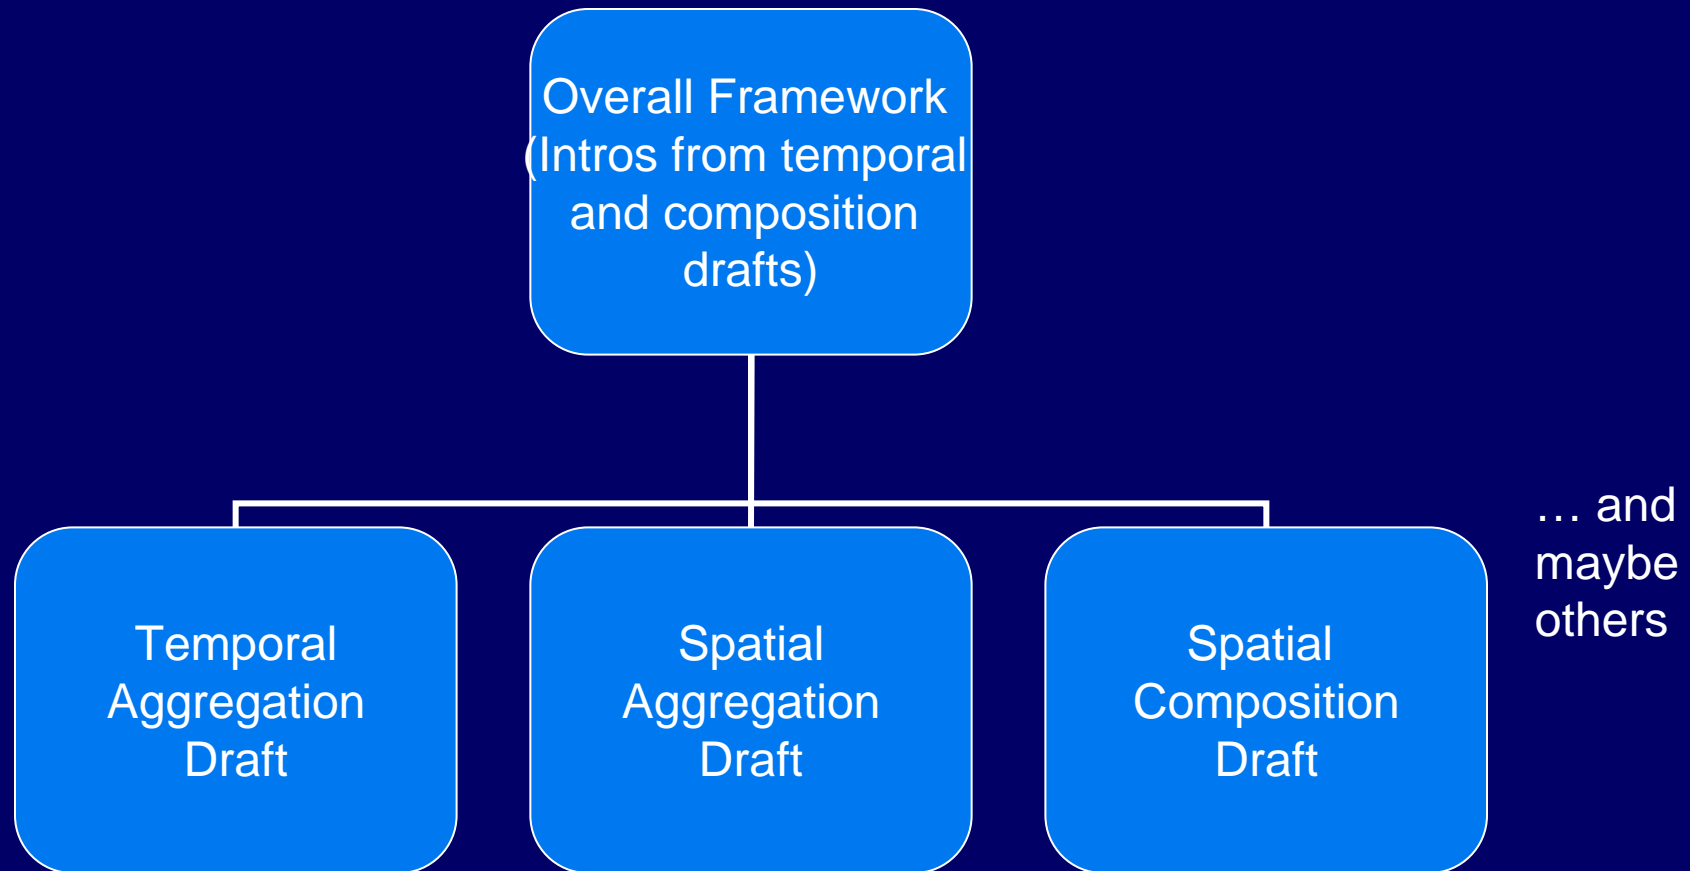 Overall Framework
(Intros from temporal
and composition
drafts)
Temporal
Aggregation
Draft
Spatial
Aggregation
Draft
Spatial
Composition
Draft
… and
maybe
others